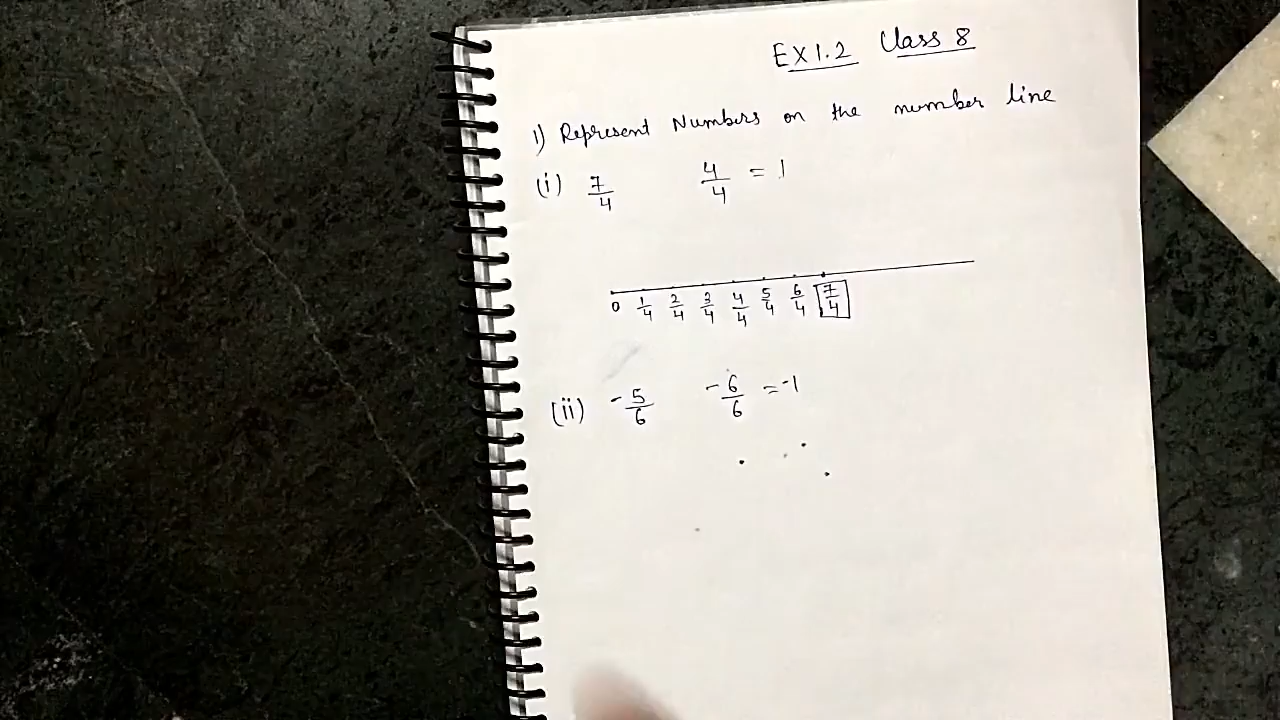 EX 1.2 Class 8
1) Represent Numbers on the number line
(i) 7/4 4/4 = 1
0 1/4 2/4 3/4 4/4 5/4 6/4 7/4
(ii) -5/6 -6/6 = -1